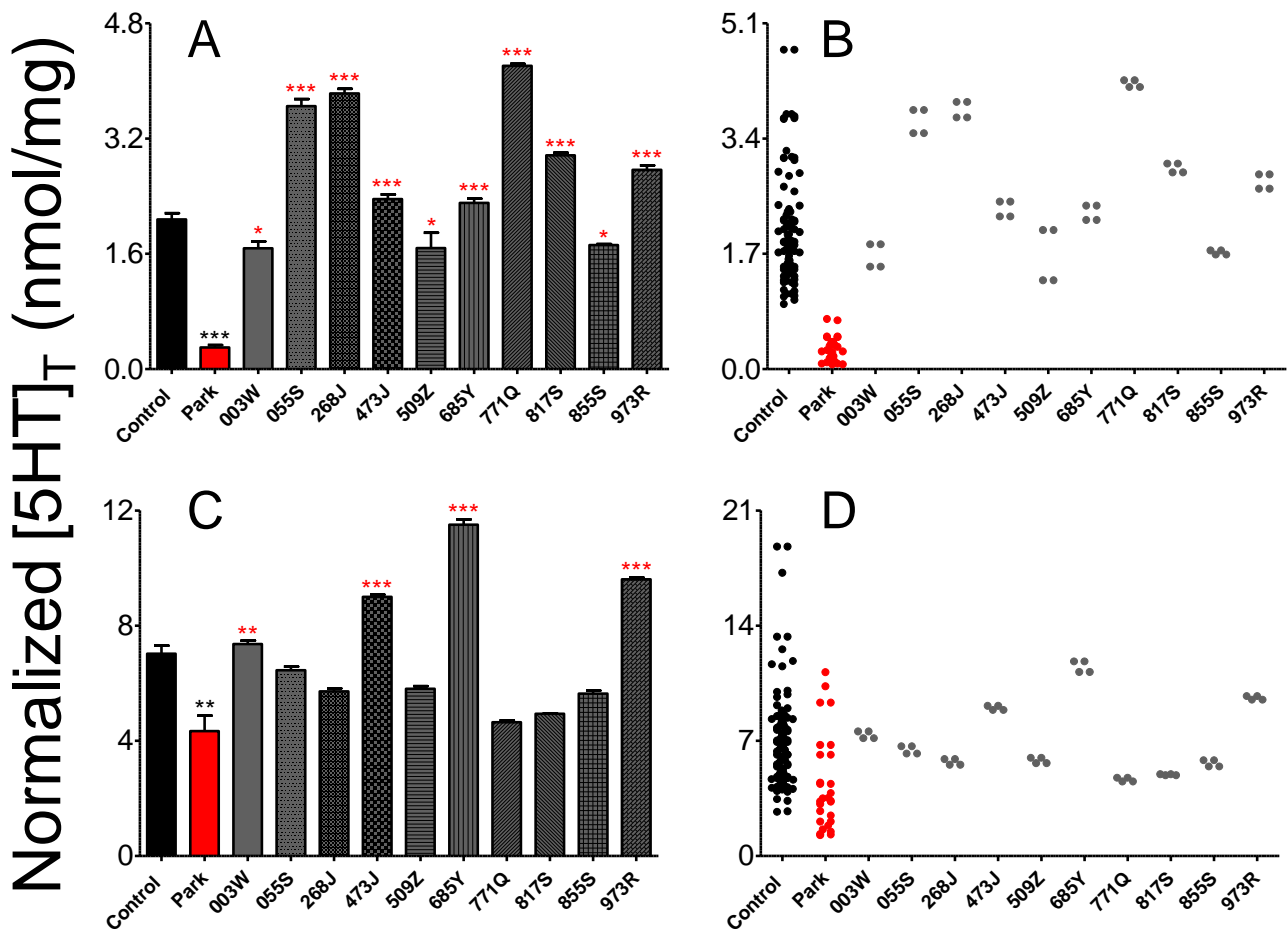 Normalized [5HT]T (nmol/mg)
A
4.8
3.2
1.6
0.0
***
*
***
***
***
*
***
***
***
*
***
Control
Park
003W
055S
268J
473J
509Z
685Y
771Q
817S
855S
973R
B
5.1
3.4
1.7
0.0
Control
Park
003W
055S
268J
473J
509Z
685Y
771Q
817S
855S
973R
C
12
8
4
0
**
**
***
***
***
Control
Park
003W
055S
268J
473J
509Z
685Y
771Q
817S
855S
973R
D
21
14
7
0
Control
Park
003W
055S
268J
473J
509Z
685Y
771Q
817S
855S
973R